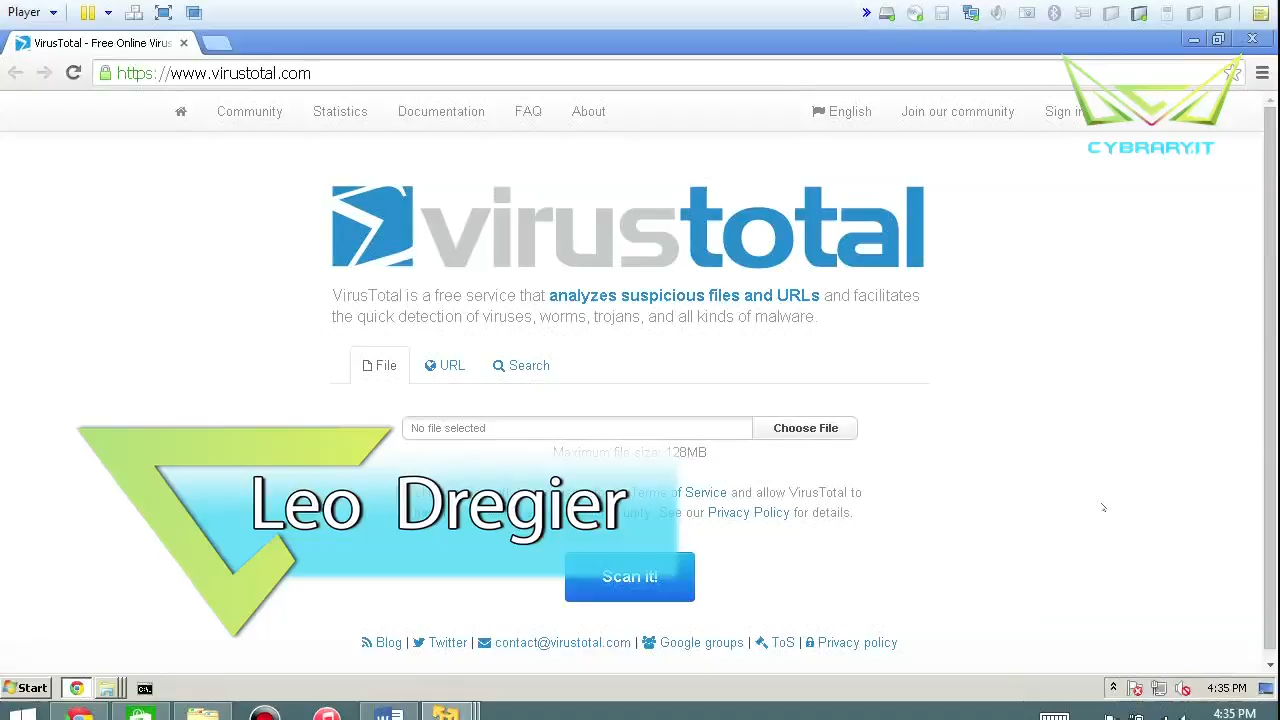 Player
VirusTotal - Free Online Virus
https://www.virustotal.com
Community Statistics Documentation FAQ About English Join our community Sign in
CYBRARY.IT
virustotal
VirusTotal is a free service that analyzes suspicious files and URLs and facilitates
the quick detection of viruses, worms, trojans, and all kinds of malware.
File URL Search
No file selected Choose File
Maximum file size: 128MB
Terms of Service and allow VirusTotal to
See our Privacy Policy for details.
Leo Dregier
Scan it!
Blog | Twitter | contact@virustotal.com | Google groups | ToS | Privacy policy
Start 4:35 PM
4:35 PM